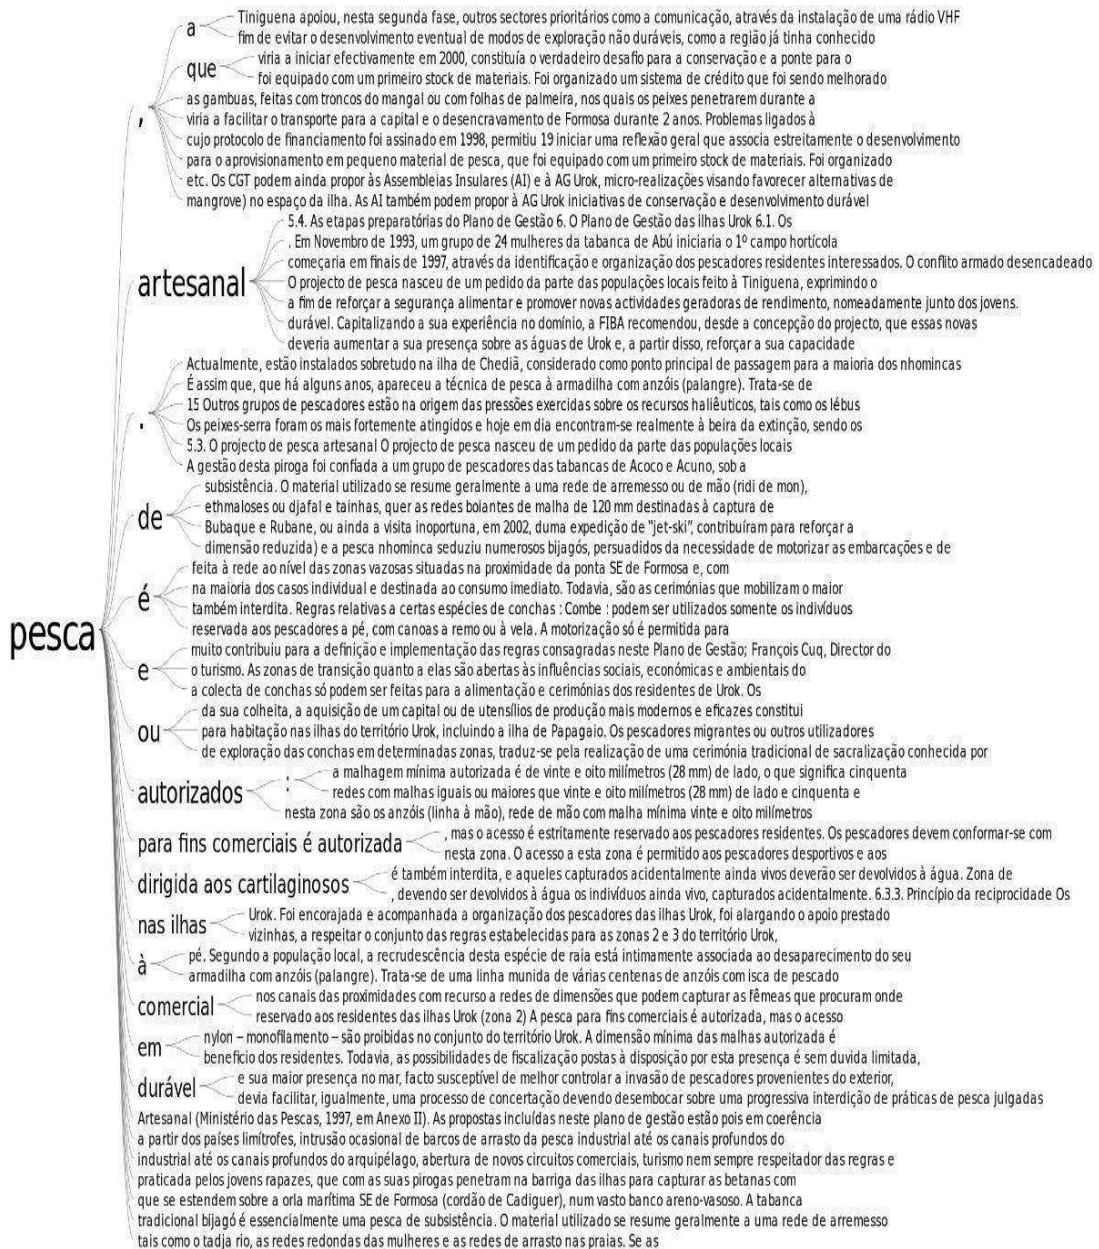 a
Tiniguena apoiou, nesta segunda fase, outros sectores prioritários como a comunicação, através da instalação de uma rádio VHF
fim de evitar o desenvolvimento eventual de modos de exploração não duráveis, como a região já tinha conhecido
que
viria a iniciar efectivamente em 2000, constituía o verdadeiro desafio para a conservação e a ponte para o
foi equipado com um primeiro stock de materiais. Foi organizado um sistema de crédito que foi sendo melhorado
,
as gambuas, feitas com troncos do mangal ou com folhas de palmeira, nos quais os peixes penetrarem durante a
viria a facilitar o transporte para a capital e o desencravamento de Formosa durante 2 anos. Problemas ligados à
cujo protocolo de financiamento foi assinado em 1998, permitiu 19 iniciar uma reflexão geral que associa estreitamente o desenvolvimento
para o aprovisionamento em pequeno material de pesca, que foi equipado com um primeiro stock de materiais. Foi organizado
etc. Os CGT podem ainda propor às Assembleias Insulares (AI) e à AG Urok, micro-realizações visando favorecer alternativas de
mangrove) no espaço da ilha. As AI também podem propor à AG Urok iniciativas de conservação e desenvolvimento durável
artesanal
5.4. As etapas preparatórias do Plano de Gestão 6. O Plano de Gestão das ilhas Urok 6.1. Os
. Em Novembro de 1993, um grupo de 24 mulheres da tabanca de Abú iniciaria o 1º campo hortícola
começaria em finais de 1997, através da identificação e organização dos pescadores residentes interessados. O conflito armado desencadeado
O projecto de pesca nasceu de um pedido da parte das populações locais feito à Tiniguena, exprimindo o
a fim de reforçar a segurança alimentar e promover novas actividades geradoras de rendimento, nomeadamente junto dos jovens.
durável. Capitalizando a sua experiência no domínio, a FIBA recomendou, desde a concepção do projecto, que essas novas
deveria aumentar a sua presença sobre as águas de Urok e, a partir disso, reforçar a sua capacidade
.
Actualmente, estão instalados sobretudo na ilha de Chediã, considerado como ponto principal de passagem para a maioria dos nhomincas
É assim que, que há alguns anos, apareceu a técnica de pesca à armadilha com anzóis (palangre). Trata-se de
15 Outros grupos de pescadores estão na origem das pressões exercidas sobre os recursos haliêuticos, tais como os lébus
Os peixes-serra foram os mais fortemente atingidos e hoje em dia encontram-se realmente à beira da extinção, sendo os
5.3. O projecto de pesca artesanal O projecto de pesca nasceu de um pedido da parte das populações locais
A gestão desta piroga foi confiada a um grupo de pescadores das tabancas de Acoco e Acuno, sob a
de
subsistência. O material utilizado se resume geralmente a uma rede de arremesso ou de mão (ridi de mon),
ethmaloses ou djafal e tainhas, quer as redes boiantes de malha de 120 mm destinadas à captura de
Bubaque e Rubane, ou ainda a visita inoportuna, em 2002, duma expedição de "jet-ski", contribuíram para reforçar a
dimensão reduzida) e a pesca nhominca seduziu numerosos bijagós, persuadidos da necessidade de motorizar as embarcações e de
é
feita à rede ao nível das zonas vazosas situadas na proximidade da ponta SE de Formosa e, com
na maioria dos casos individual e destinada ao consumo imediato. Todavia, são as cerimónias que mobilizam o maior
também interdita. Regras relativas a certas espécies de conchas : Combe : podem ser utilizados somente os indivíduos
reservada aos pescadores a pé, com canoas a remo ou à vela. A motorização só é permitida para
pesca
e
muito contribuiu para a definição e implementação das regras consagradas neste Plano de Gestão; François Cuq, Director do
o turismo. As zonas de transição quanto a elas são abertas às influências sociais, económicas e ambientais do
a colecta de conchas só podem ser feitas para a alimentação e cerimónias dos residentes de Urok. Os
ou
da sua colheita, a aquisição de um capital ou de utensílios de produção mais modernos e eficazes constitui
para habitação nas ilhas do território Urok, incluindo a ilha de Papagaio. Os pescadores migrantes ou outros utilizadores
de exploração das conchas em determinadas zonas, traduz-se pela realização de uma cerimónia tradicional de sacralização conhecida por
autorizados
:
a malhagem mínima autorizada é de vinte e oito milímetros (28 mm) de lado, o que significa cinquenta
redes com malhas iguais ou maiores que vinte e oito milímetros (28 mm) de lado e cinquenta e
nesta zona são os anzóis (linha à mão), rede de mão com malha mínima vinte e oito milímetros
para fins comerciais é autorizada
, mas o acesso é estritamente reservado aos pescadores residentes. Os pescadores devem conformar-se com
nesta zona. O acesso a esta zona é permitido aos pescadores desportivos e aos
dirigida aos cartilaginosos
é também interdita, e aqueles capturados acidentalmente ainda vivos deverão ser devolvidos à água. Zona de
, devendo ser devolvidos à água os indivíduos ainda vivo, capturados acidentalmente. 6.3.3. Princípio da reciprocidade Os
nas ilhas
Urok. Foi encorajada e acompanhada a organização dos pescadores das ilhas Urok, foi alargando o apoio prestado
vizinhas, a respeitar o conjunto das regras estabelecidas para as zonas 2 e 3 do território Urok,
à
pé. Segundo a população local, a recrudescência desta espécie de raia está intimamente associada ao desaparecimento do seu
armadilha com anzóis (palangre). Trata-se de uma linha munida de várias centenas de anzóis com isca de pescado
comercial
nos canais das proximidades com recurso a redes de dimensões que podem capturar as fêmeas que procuram onde
reservado aos residentes das ilhas Urok (zona 2) A pesca para fins comerciais é autorizada, mas o acesso
em
nylon – monofilamento – são proibidas no conjunto do território Urok. A dimensão mínima das malhas autorizada é
beneficio dos residentes. Todavia, as possibilidades de fiscalização postas à disposição por esta presença é sem duvida limitada,
durável
e sua maior presença no mar, facto susceptível de melhor controlar a invasão de pescadores provenientes do exterior,
devia facilitar, igualmente, uma processo de concertação devendo desembocar sobre uma progressiva interdição de práticas de pesca julgadas
Artesanal (Ministério das Pescas, 1997, em Anexo II). As propostas incluídas neste plano de gestão estão pois em coerência
a partir dos países limítrofes, intrusão ocasional de barcos de arrasto da pesca industrial até os canais profundos do
industrial até os canais profundos do arquipélago, abertura de novos circuitos comerciais, turismo nem sempre respeitador das regras e
praticada pelos jovens rapazes, que com as suas pirogas penetram na barriga das ilhas para capturar as betanas com
que se estendem sobre a orla marítima SE de Formosa (cordão de Cadiguer), num vasto banco areno-vasoso. A tabanca
tradicional bijagó é essencialmente uma pesca de subsistência. O material utilizado se resume geralmente a uma rede de arremesso
tais como o tadja rio, as redes redondas das mulheres e as redes de arrasto nas praias. Se as